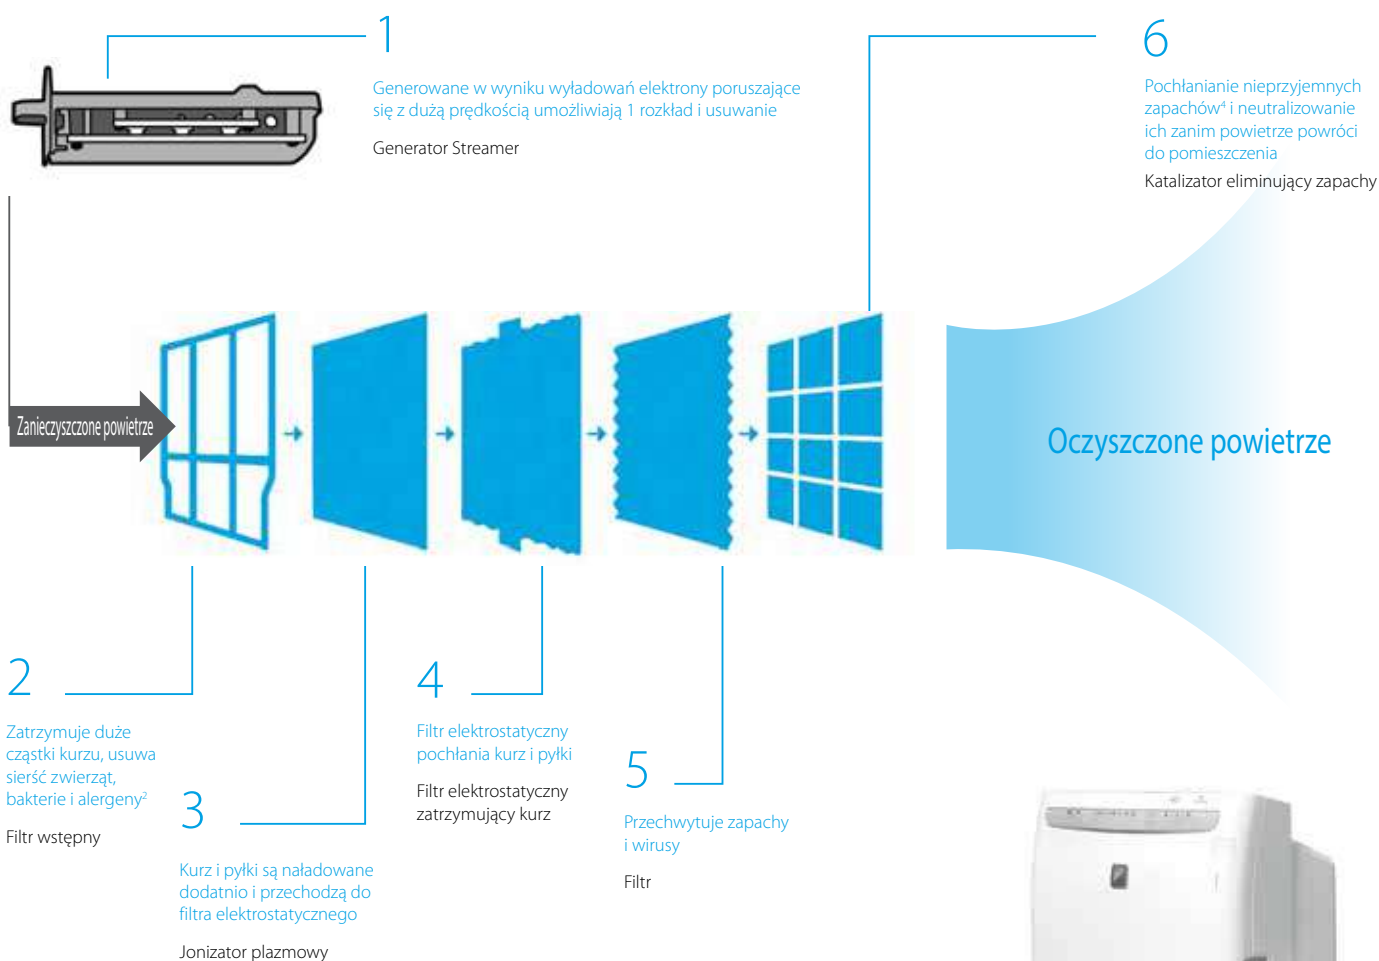 1
Generowane w wyniku wyładowań elektrony poruszające
się z dużą prędkością umożliwiają 1 rozkład i usuwanie
Generator Streamer
6
Pochłanianie nieprzyjemnych
zapachów⁴ i neutralizowanie
ich zanim powietrze powróci
do pomieszczenia
Katalizator eliminujący zapachy
Zanieczyszczone powietrze
Oczyszczone powietrze
2
Zatrzymuje duże
cząstki kurzu, usuwa
sierść zwierząt,
bakterie i alergeny²
Filtr wstępny
3
Kurz i pyłki są naładowane
dodatnio i przechodzą do
filtra elektrostatycznego
Jonizator plazmowy
4
Filtr elektrostatyczny
pochłania kurz i pyłki
Filtr elektrostatyczny
zatrzymujący kurz
5
Przechwytuje zapachy
i wirusy
Filtr